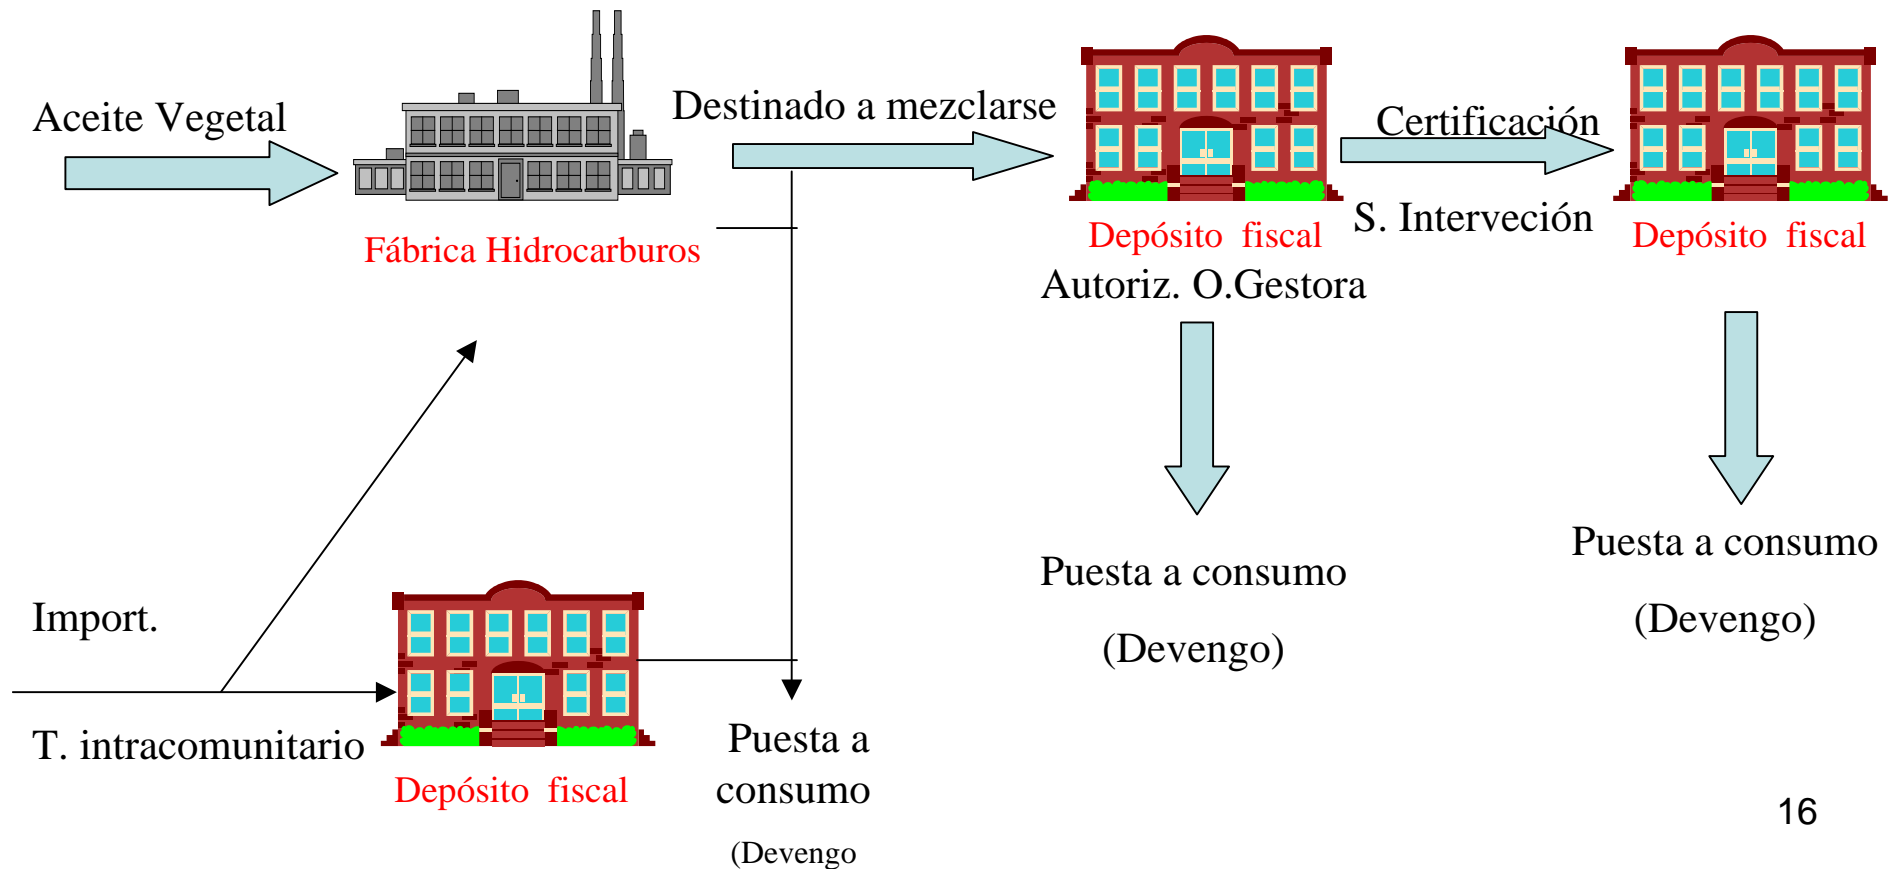 Aceite Vegetal
Destinado a mezclarse
Certificación
Fábrica Hidrocarburos
Depósito fiscal
S. Interveción
Depósito fiscal
Autoriz. O.Gestora
Puesta a consumo
(Devengo)
Puesta a consumo
(Devengo)
Import.
T. intracomunitario
Depósito fiscal
Puesta a
consumo
(Devengo
16